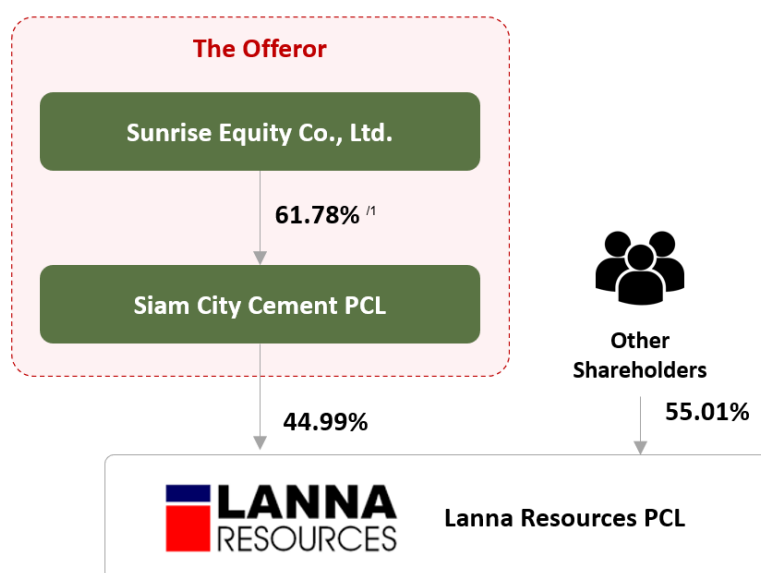 The Offeror
Sunrise Equity Co., Ltd.
61.78% /1
Siam City Cement PCL
Other
Shareholders
44.99%
55.01%
LANNA
RESOURCES
Lanna Resources PCL